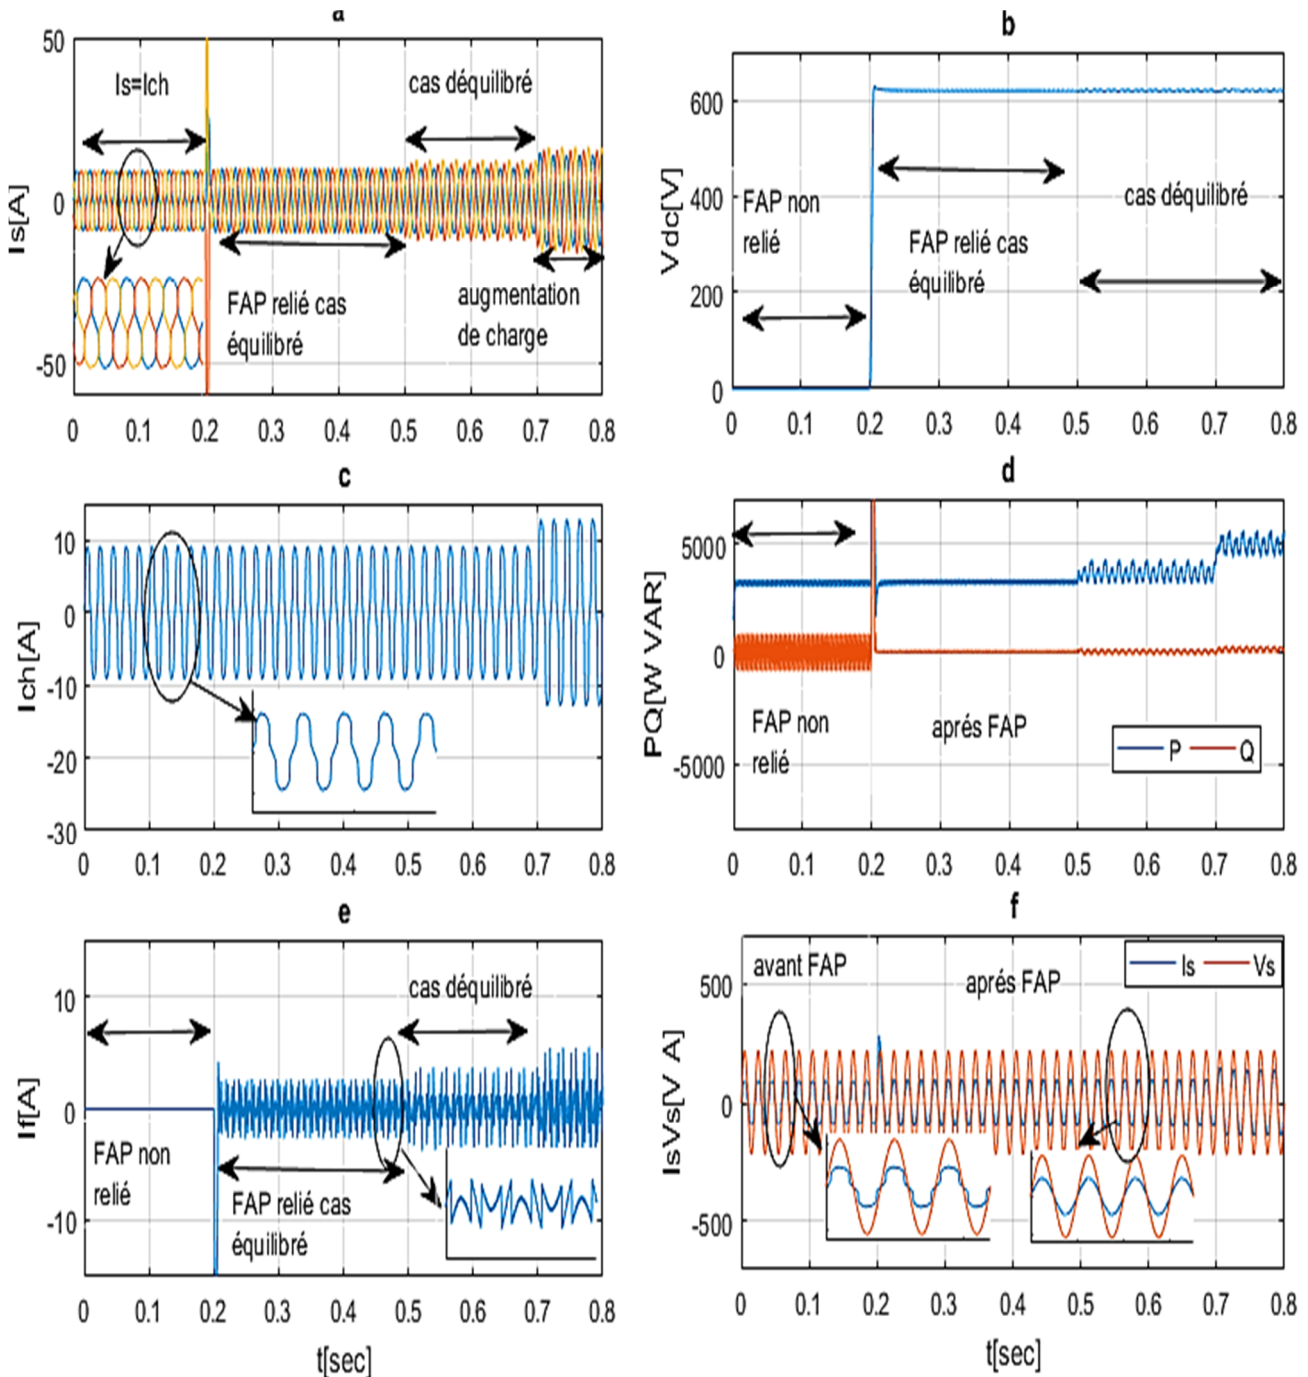 a
50
0
-50
Is[A]
Is=Ich
cas déquilibré
FAP relié cas
équilibré
augmentation
de charge
0 0.1 0.2 0.3 0.4 0.5 0.6 0.7 0.8
b
600
400
200
0
Vdc[V]
FAP non
relié
FAP relié cas
équilibré
cas déquilibré
0 0.1 0.2 0.3 0.4 0.5 0.6 0.7 0.8
c
10
0
-10
-20
-30
Ich[A]
0 0.1 0.2 0.3 0.4 0.5 0.6 0.7 0.8
d
5000
0
-5000
PQ[W VAR]
FAP non
relié
aprés FAP
P Q
0 0.1 0.2 0.3 0.4 0.5 0.6 0.7 0.8
e
10
0
-10
If[A]
cas déquilibré
FAP non
relié
FAP relié cas
équilibré
0 0.1 0.2 0.3 0.4 0.5 0.6 0.7 0.8
t[sec]
f
500
0
-500
IsVs[V A]
avant FAP
aprés FAP
Is Vs
0 0.1 0.2 0.3 0.4 0.5 0.6 0.7 0.8
t[sec]